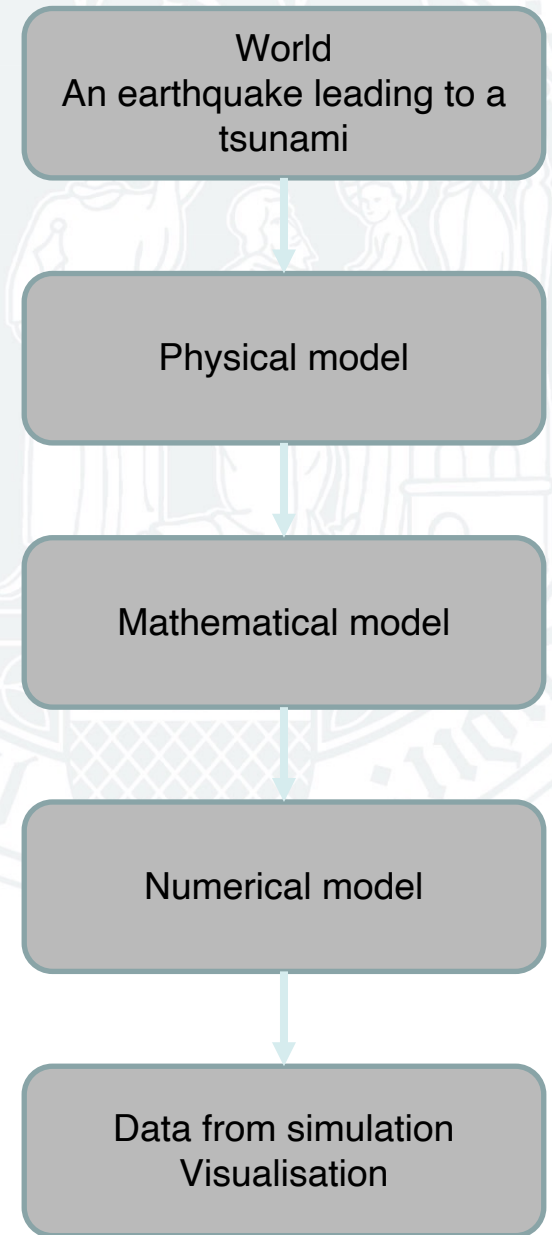 World
An earthquake leading to a
tsunami
Physical model
Mathematical model
Numerical model
Data from simulation
Visualisation